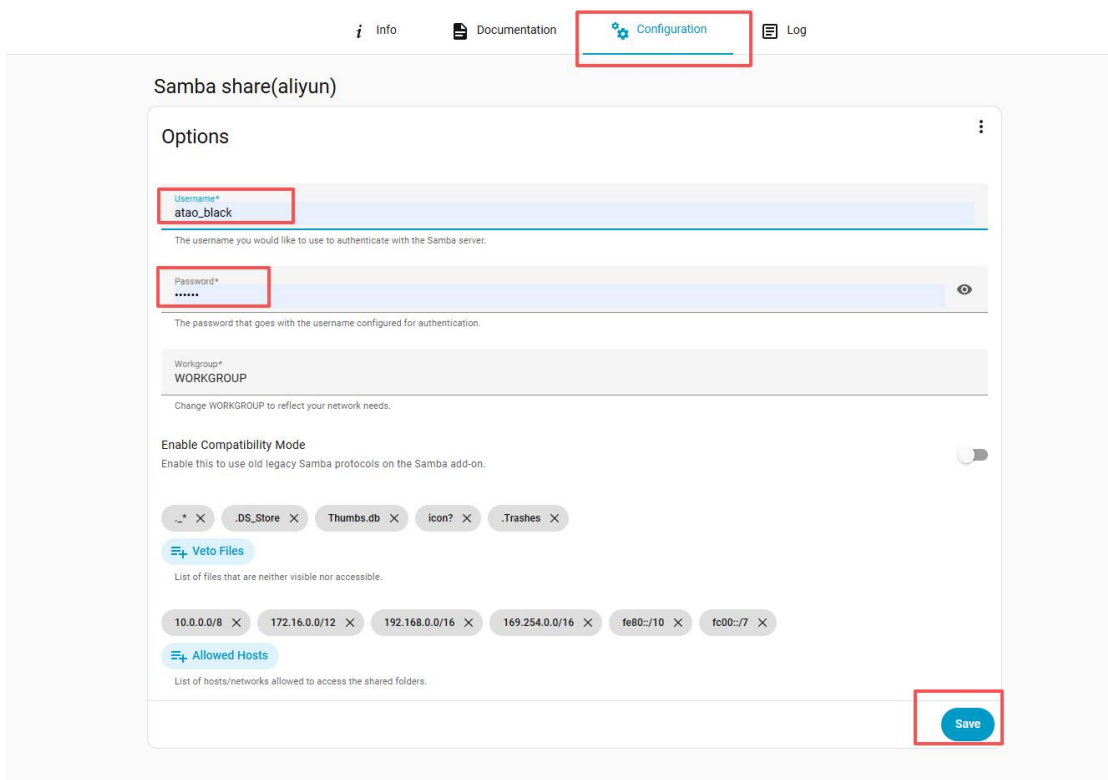 i Info Documentation Configuration Log
Samba share(aliyun)
Options
Username*
atao_black
The username you would like to use to authenticate with the Samba server.
Password*
••••••
The password that goes with the username configured for authentication.
Workgroup*
WORKGROUP
Change WORKGROUP to reflect your network needs.
Enable Compatibility Mode
Enable this to use old legacy Samba protocols on the Samba add-on.
._* .DS_Store Thumbs.db icon? .Trashes
Veto Files
List of files that are neither visible nor accessible.
10.0.0.0/8 172.16.0.0/12 192.168.0.0/16 169.254.0.0/16 fe80::/10 fc00::/7
Allowed Hosts
List of hosts/networks allowed to access the shared folders.
Save